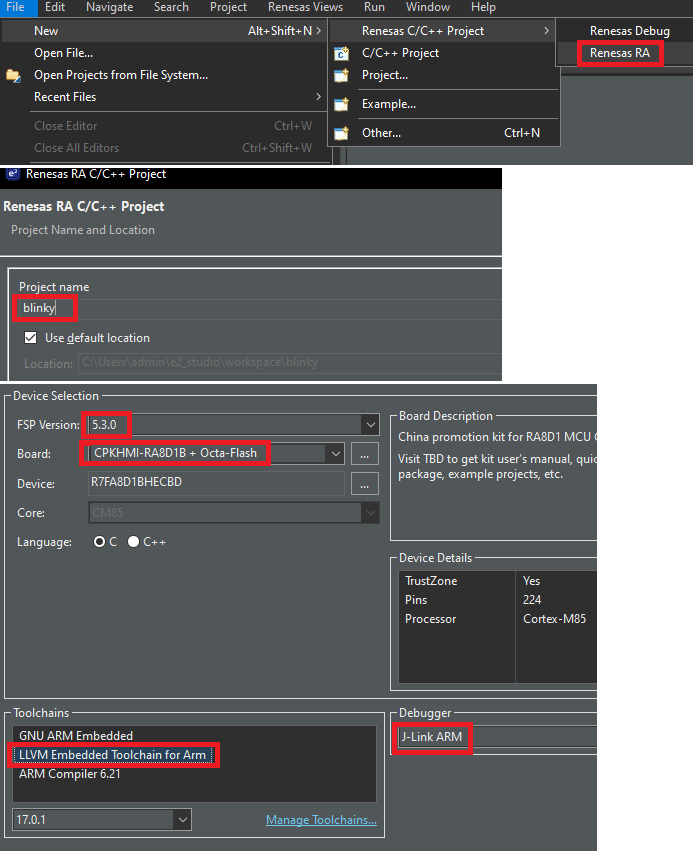 File Edit Navigate Search Project Renesas Views Run Window Help
New Alt+Shift+N > Renesas C/C++ Project > Renesas Debug
Open File... C/C++ Project Renesas RA
Open Projects from File System... Project...
Recent Files > Example...
Close Editor Ctrl+W Other... Ctrl+N
Close All Editors Ctrl+Shift+W
e² Renesas RA C/C++ Project
Renesas RA C/C++ Project
Project Name and Location
Project name
blinky
Use default location
Location: C:\Users\admin\e2_studio\workspace\blinky
Device Selection
FSP Version: 5.3.0
Board: CPKHMI-RA8D1B + Octa-Flash ...
Device: R7FA8D1BHECBD ...
Core: CM85
Language: C C++
Board Description
China promotion kit for RA8D1 MCU
Visit TBD to get kit user's manual, quic
package, example projects, etc.
Device Details
TrustZone Yes
Pins 224
Processor Cortex-M85
Toolchains
GNU ARM Embedded
LLVM Embedded Toolchain for Arm
ARM Compiler 6.21
17.0.1 Manage Toolchains...
Debugger
J-Link ARM